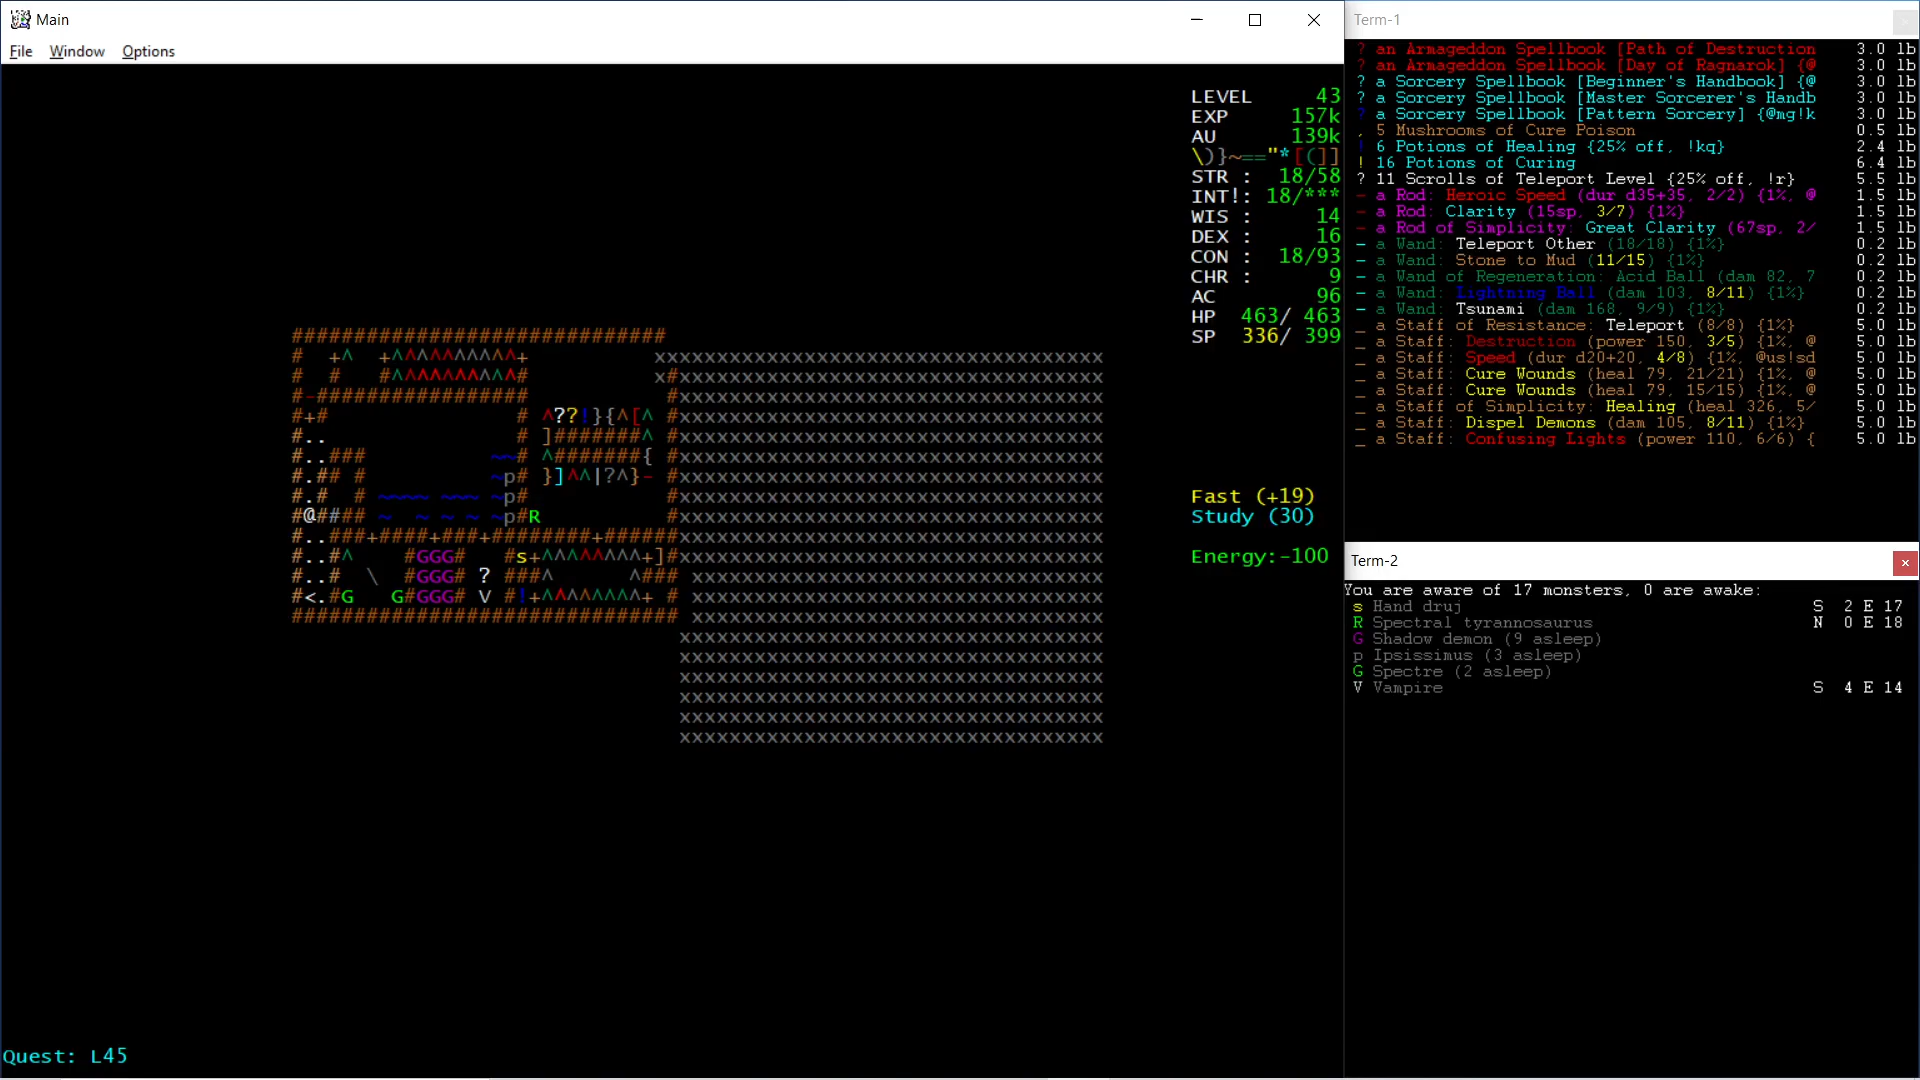 Main
File Window Options
LEVEL 43
EXP 157k
AU 139k
\)}~=="*[(]]
STR : 18/58
INT!: 18/***
WIS : 14
DEX : 16
CON : 18/93
CHR : 9
AC 96
HP 463/ 463
SP 336/ 399
Fast (+19)
Study (30)
Energy:-100
Quest: L45
Term-1
? an Armageddon Spellbook [Path of Destruction 3.0 lb
? an Armageddon Spellbook [Day of Ragnarok] {@ 3.0 lb
? a Sorcery Spellbook [Beginner's Handbook] {@ 3.0 lb
? a Sorcery Spellbook [Master Sorcerer's Handb 3.0 lb
? a Sorcery Spellbook [Pattern Sorcery] {@mg!k 3.0 lb
, 5 Mushrooms of Cure Poison 0.5 lb
! 6 Potions of Healing {25% off, !kq} 2.4 lb
! 16 Potions of Curing 6.4 lb
? 11 Scrolls of Teleport Level {25% off, !r} 5.5 lb
- a Rod: Heroic Speed (dur d35+35, 2/2) {1%, @ 1.5 lb
- a Rod: Clarity (15sp, 3/7) {1%} 1.5 lb
- a Rod of Simplicity: Great Clarity (67sp, 2/ 1.5 lb
- a Wand: Teleport Other (18/18) {1%} 0.2 lb
- a Wand: Stone to Mud (11/15) {1%} 0.2 lb
- a Wand of Regeneration: Acid Ball (dam 82, 7 0.2 lb
- a Wand: Lightning Ball (dam 103, 8/11) {1%} 0.2 lb
- a Wand: Tsunami (dam 168, 9/9) {1%} 0.2 lb
_ a Staff of Resistance: Teleport (8/8) {1%} 5.0 lb
_ a Staff: Destruction (power 150, 3/5) {1%, @ 5.0 lb
_ a Staff: Speed (dur d20+20, 4/8) {1%, @us!sd 5.0 lb
_ a Staff: Cure Wounds (heal 79, 21/21) {1%, @ 5.0 lb
_ a Staff: Cure Wounds (heal 79, 15/15) {1%, @ 5.0 lb
_ a Staff of Simplicity: Healing (heal 326, 5/ 5.0 lb
_ a Staff: Dispel Demons (dam 105, 8/11) {1%} 5.0 lb
_ a Staff: Confusing Lights (power 110, 6/6) { 5.0 lb
Term-2
You are aware of 17 monsters, 0 are awake:
s Hand druj S 2 E 17
R Spectral tyrannosaurus N 0 E 18
G Shadow demon (9 asleep)
p Ipsissimus (3 asleep)
G Spectre (2 asleep)
V Vampire S 4 E 14